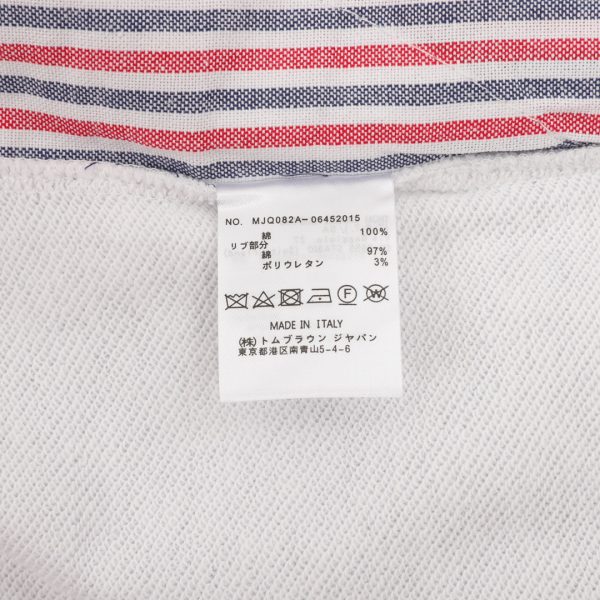 NO. MJQ082A-06452015
綿 100%
リブ部分
綿 97%
ポリウレタン 3%
MADE IN ITALY
(株)トムブラウン ジャパン
東京都港区南青山5-4-6